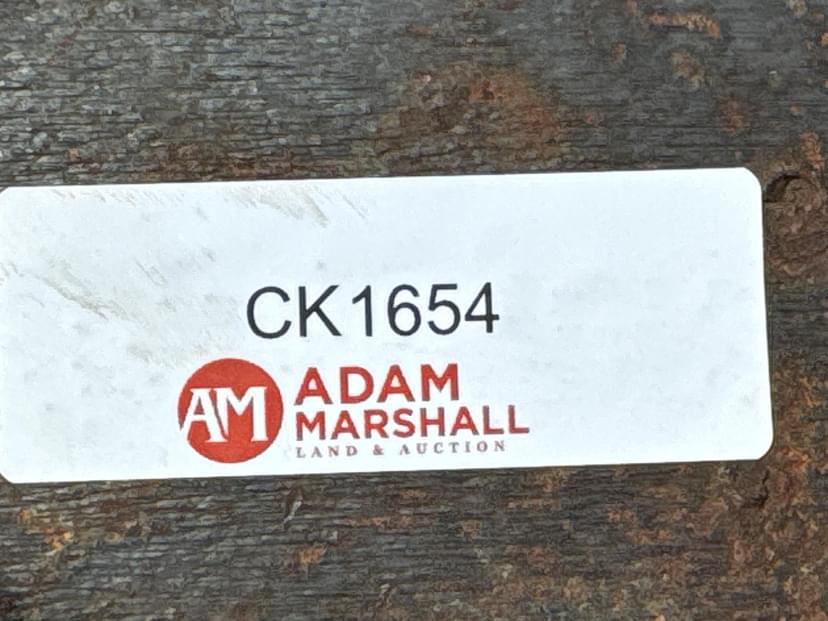 CK1654
AM
ADAM
MARSHALL
LAND & AUCTION